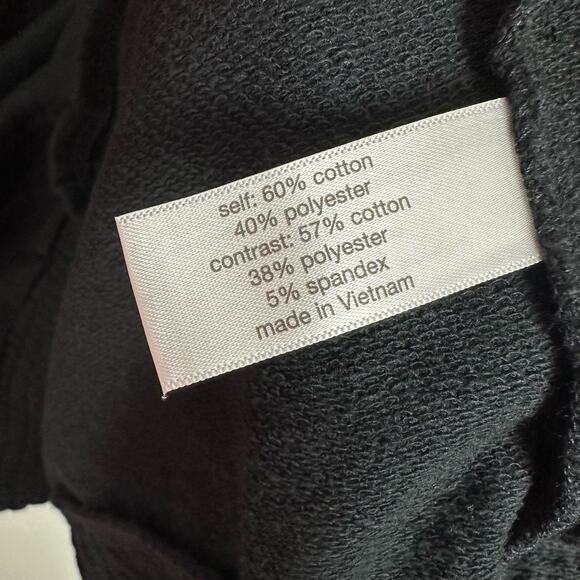 self: 60% cotton
40% polyester
contrast: 57% cotton
38% polyester
5% spandex
made in Vietnam